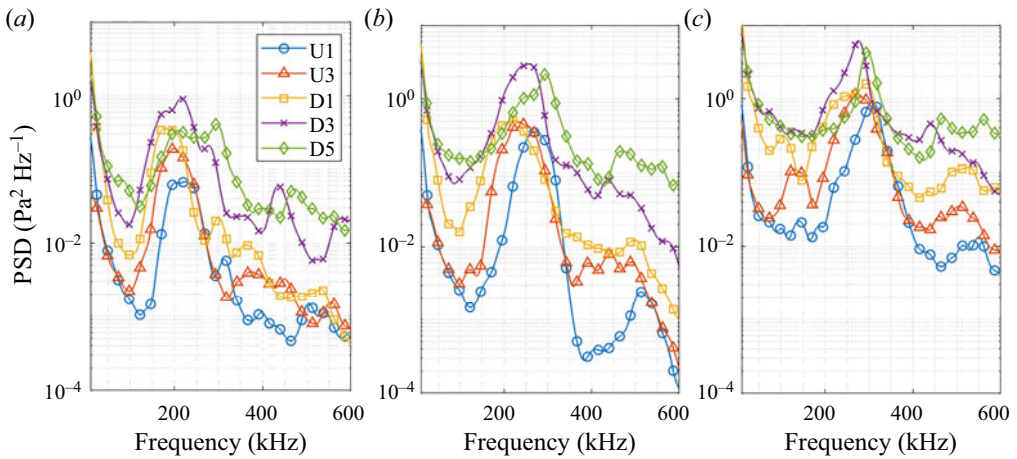 (a)
(b)
(c)
U1
U3
D1
D3
D5
PSD (Pa² Hz⁻¹)
10⁰
10⁻²
10⁻⁴
200
400
600
Frequency (kHz)
10⁰
10⁻²
10⁻⁴
200
400
600
Frequency (kHz)
10⁰
10⁻²
10⁻⁴
200
400
600
Frequency (kHz)